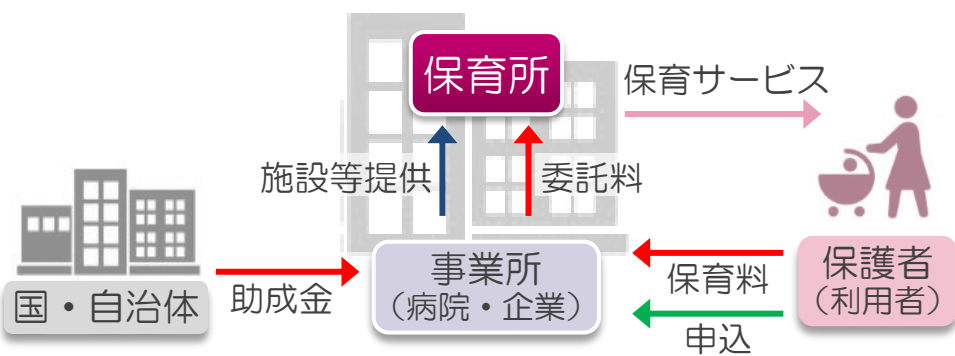 保育所
保育サービス
施設等提供
委託料
国・自治体
助成金
事業所
（病院・企業）
保育料
申込
保護者
（利用者）